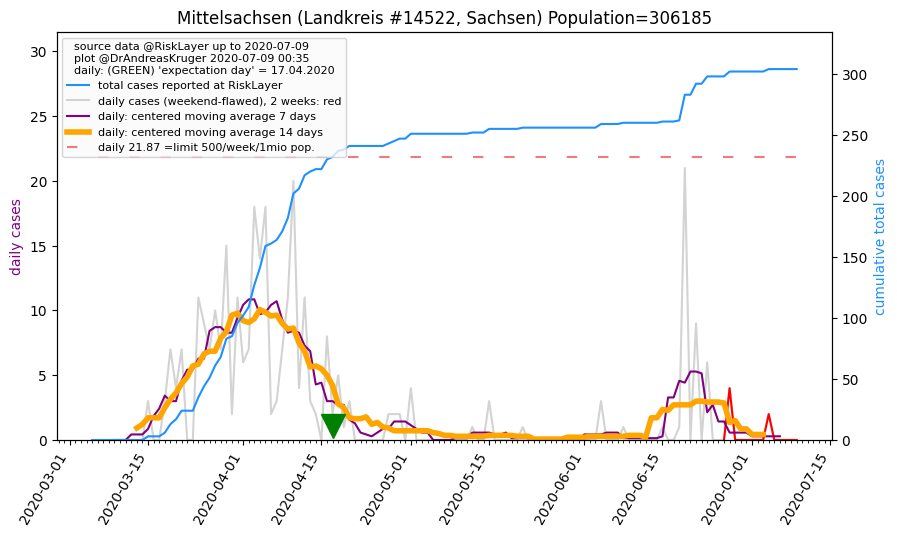 Mittelsachsen (Landkreis #14522, Sachsen) Population=306185
source data @RiskLayer up to 2020-07-09
plot @DrAndreasKruger 2020-07-09 00:35
daily: (GREEN) 'expectation day' = 17.04.2020
total cases reported at RiskLayer
daily cases (weekend-flawed), 2 weeks: red
daily: centered moving average 7 days
daily: centered moving average 14 days
daily 21.87 =limit 500/week/1mio pop.
daily cases
30
25
20
15
10
5
0
300
250
200
150
100
50
0
cumulative total cases
2020-03-01
2020-03-15
2020-04-01
2020-04-15
2020-05-01
2020-05-15
2020-06-01
2020-06-15
2020-07-01
2020-07-15